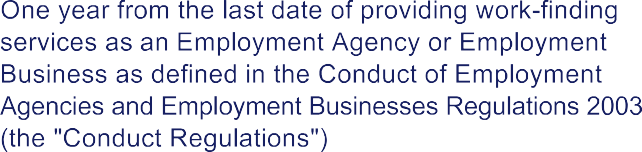 One year from the last date of providing work-finding
services as an Employment Agency or Employment
Business as defined in the Conduct of Employment
Agencies and Employment Businesses Regulations 2003
(the "Conduct Regulations")